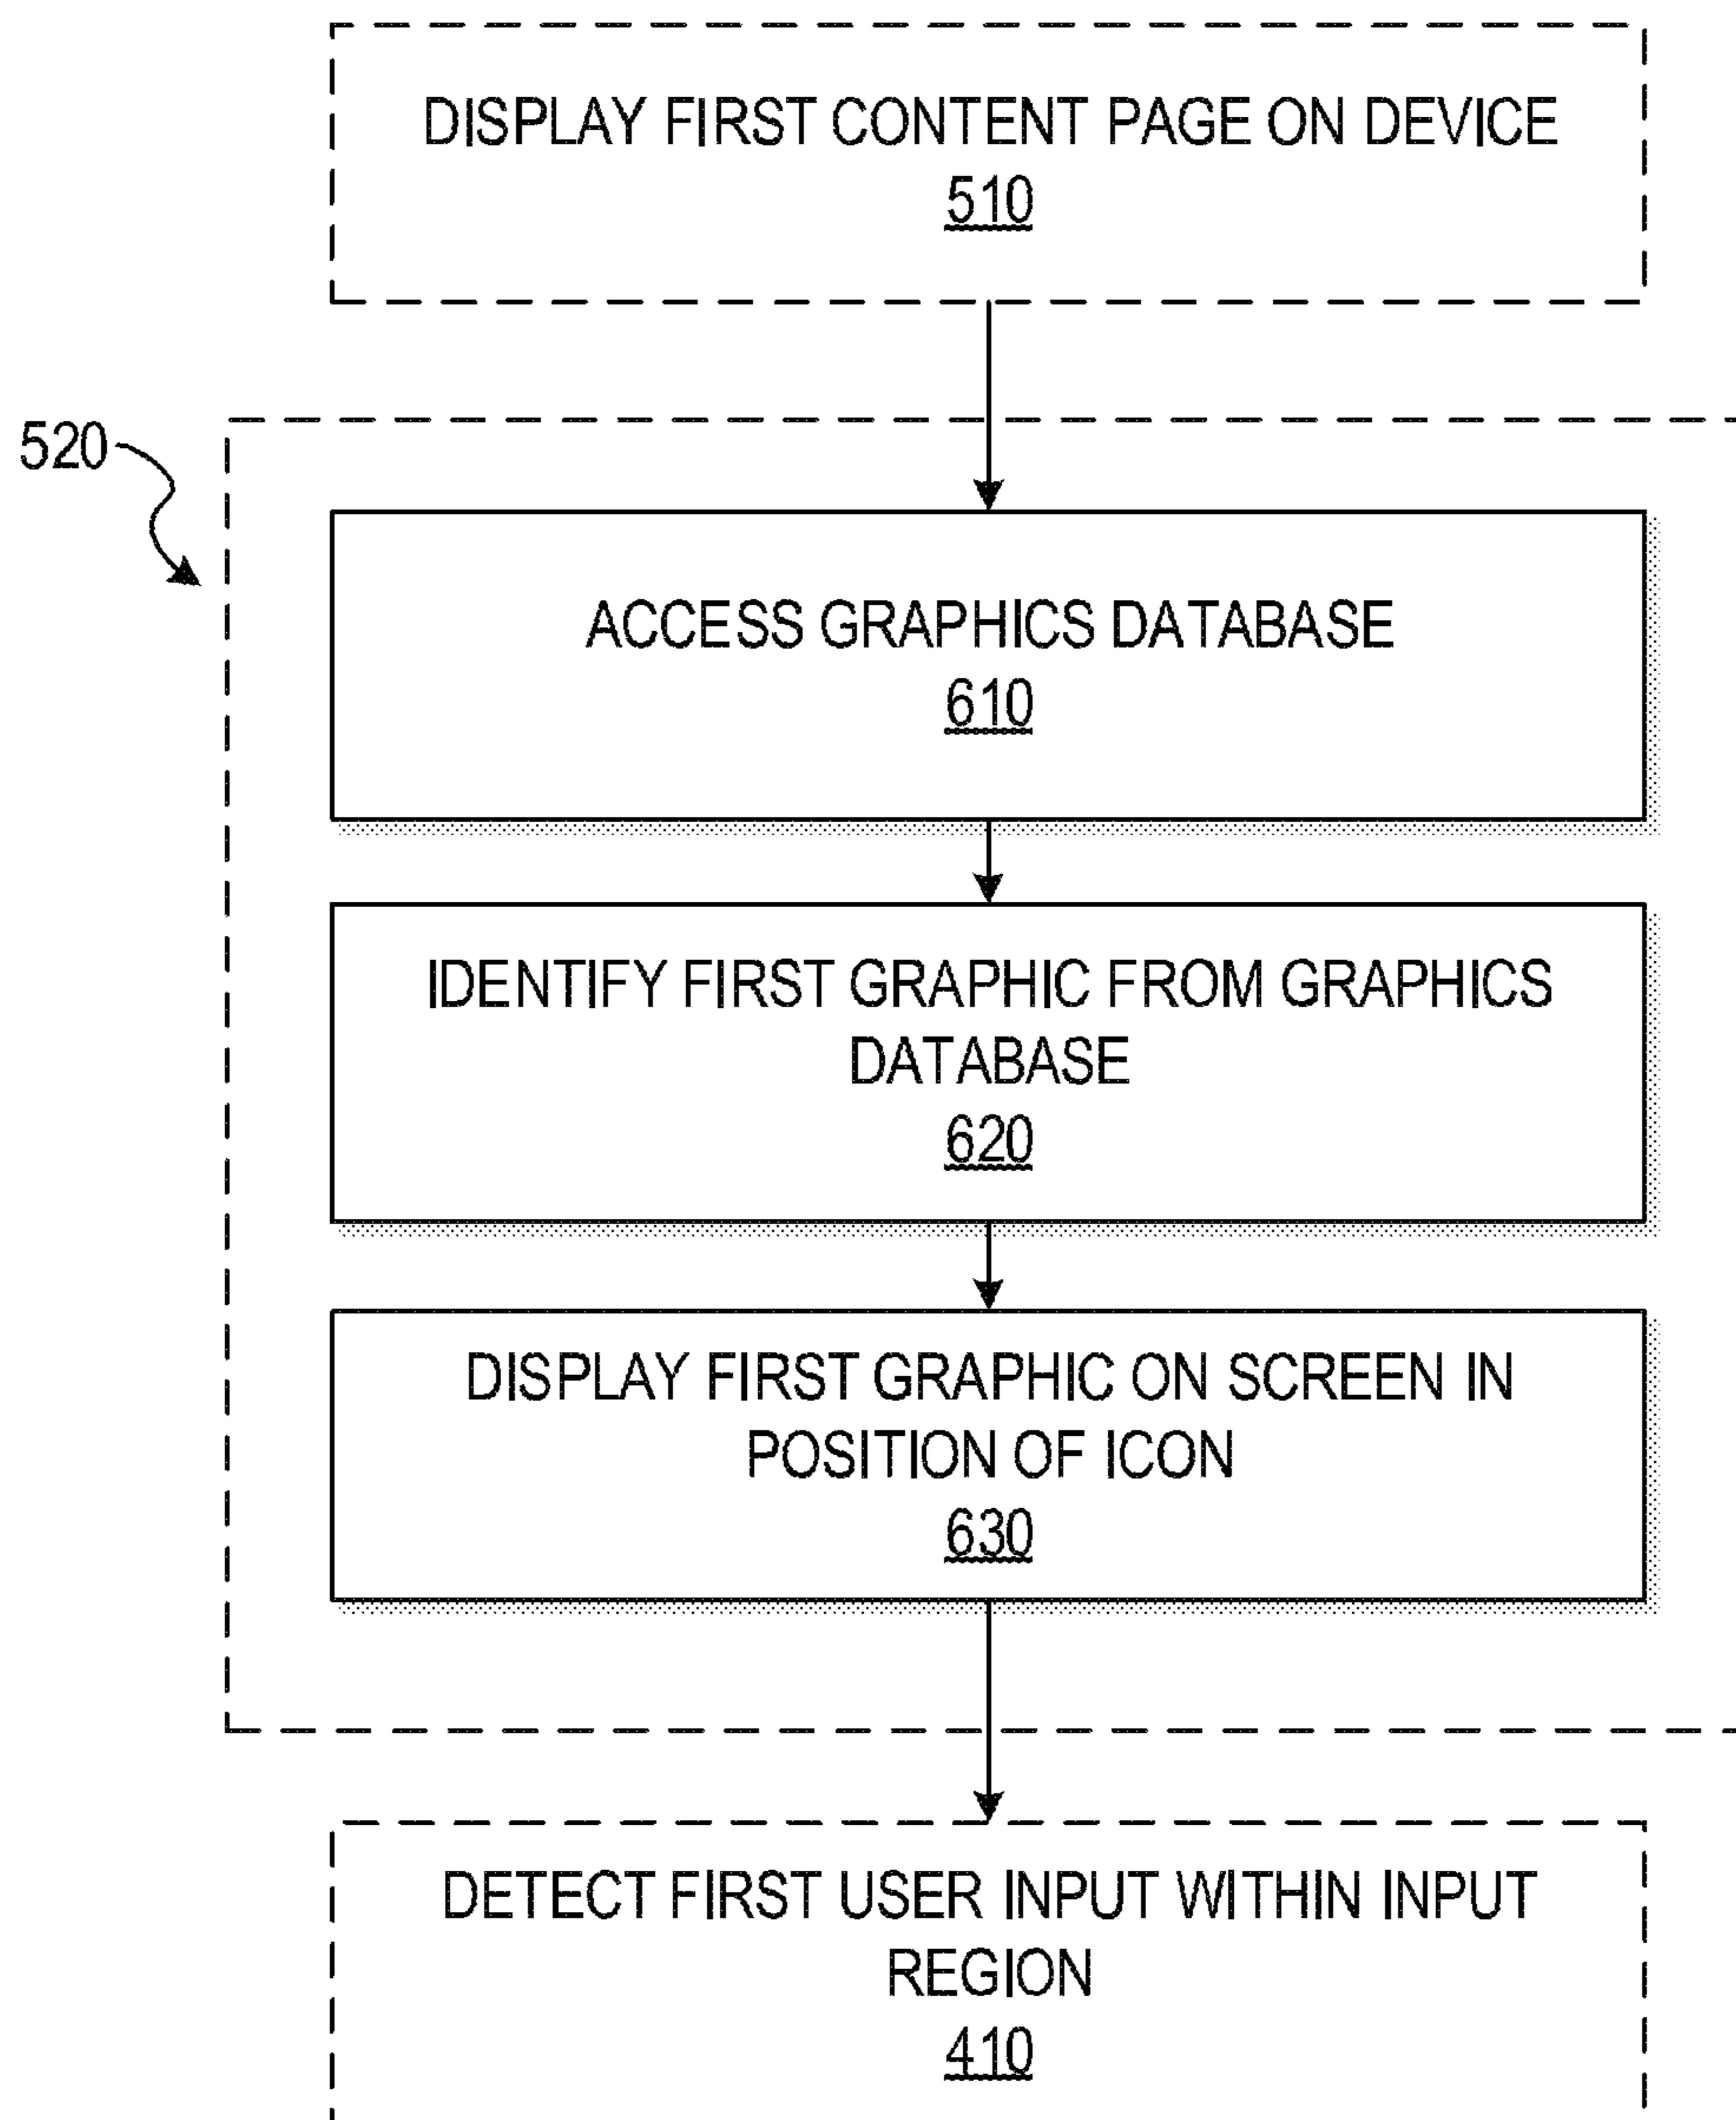 DISPLAY FIRST CONTENT PAGE ON DEVICE
510
520
ACCESS GRAPHICS DATABASE
610
IDENTIFY FIRST GRAPHIC FROM GRAPHICS
DATABASE
620
DISPLAY FIRST GRAPHIC ON SCREEN IN
POSITION OF ICON
630
DETECT FIRST USER INPUT WITHIN INPUT
REGION
410